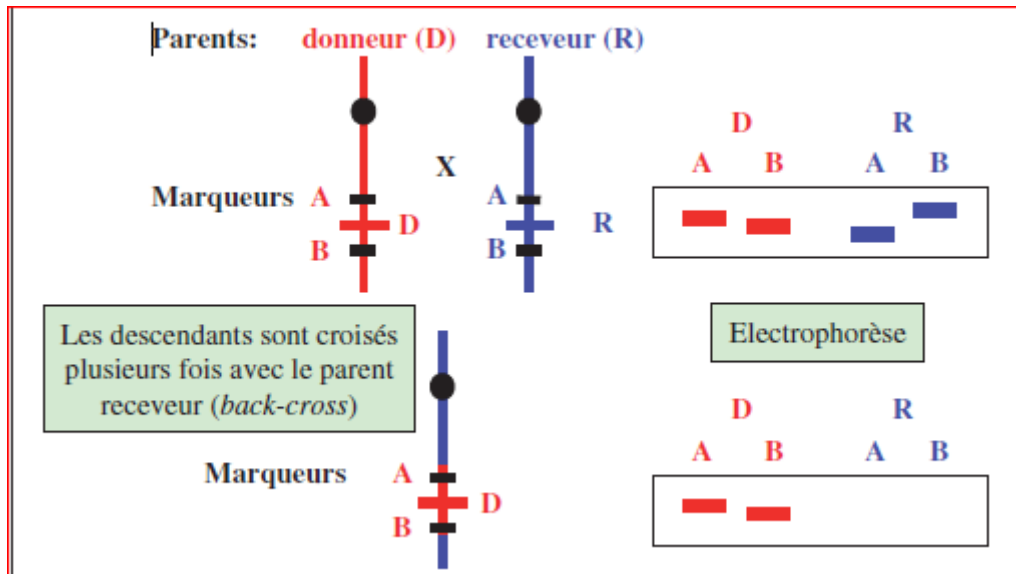 Parents: donneur (D) receveur (R)
D R
A B A B
X
Marqueurs A A
D R
B B
Les descendants sont croisés
plusieurs fois avec le parent
receveur (back-cross)
Electrophorèse
D R
A B A B
Marqueurs A
D
B